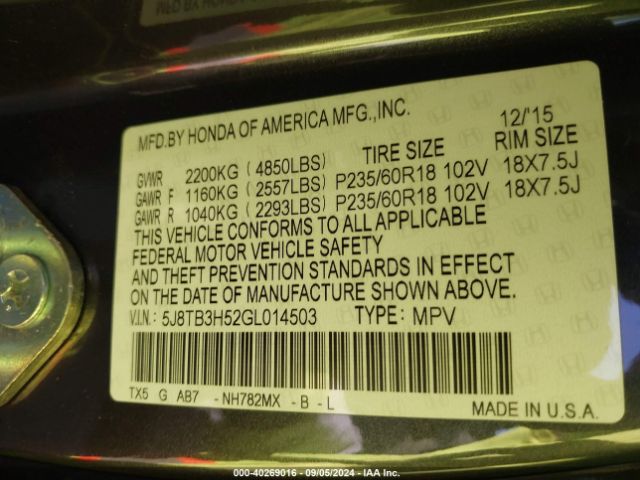 MFD.BY HONDA OF AMERICA MFG.,INC. 12/'15
GVWR 2200KG (4850LBS) TIRE SIZE RIM SIZE
GAWR F 1160KG (2557LBS) P235/60R18 102V 18X7.5J
GAWR R 1040KG (2293LBS) P235/60R18 102V 18X7.5J
THIS VEHICLE CONFORMS TO ALL APPLICABLE
FEDERAL MOTOR VEHICLE SAFETY
AND THEFT PREVENTION STANDARDS IN EFFECT
ON THE DATE OF MANUFACTURE SHOWN ABOVE.
V.I.N.: 5J8TB3H52GL014503 TYPE: MPV
TX5 G AB7 -NH782MX -B -L
MADE IN U.S.A.
000-40269016 - 09/05/2024 - IAA Inc.